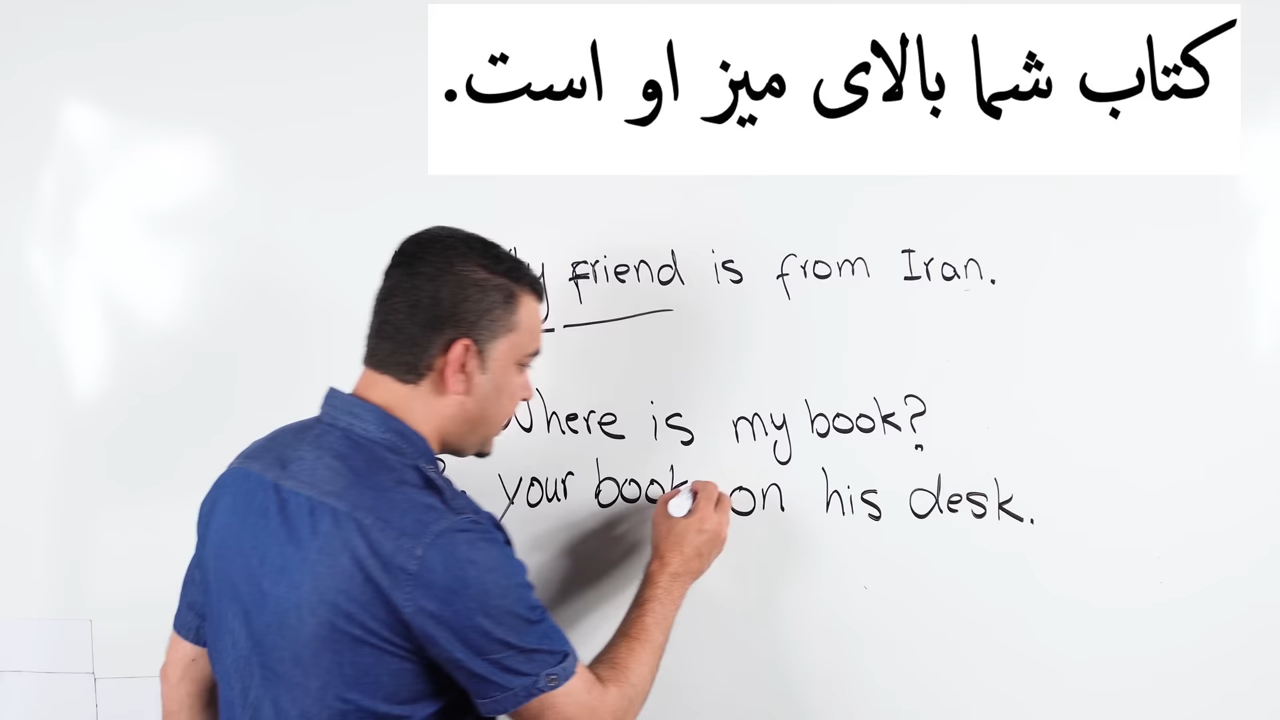 کتاب شما بالای میز او است.
friend is from Iran.
Where is my book?
your book on his desk.